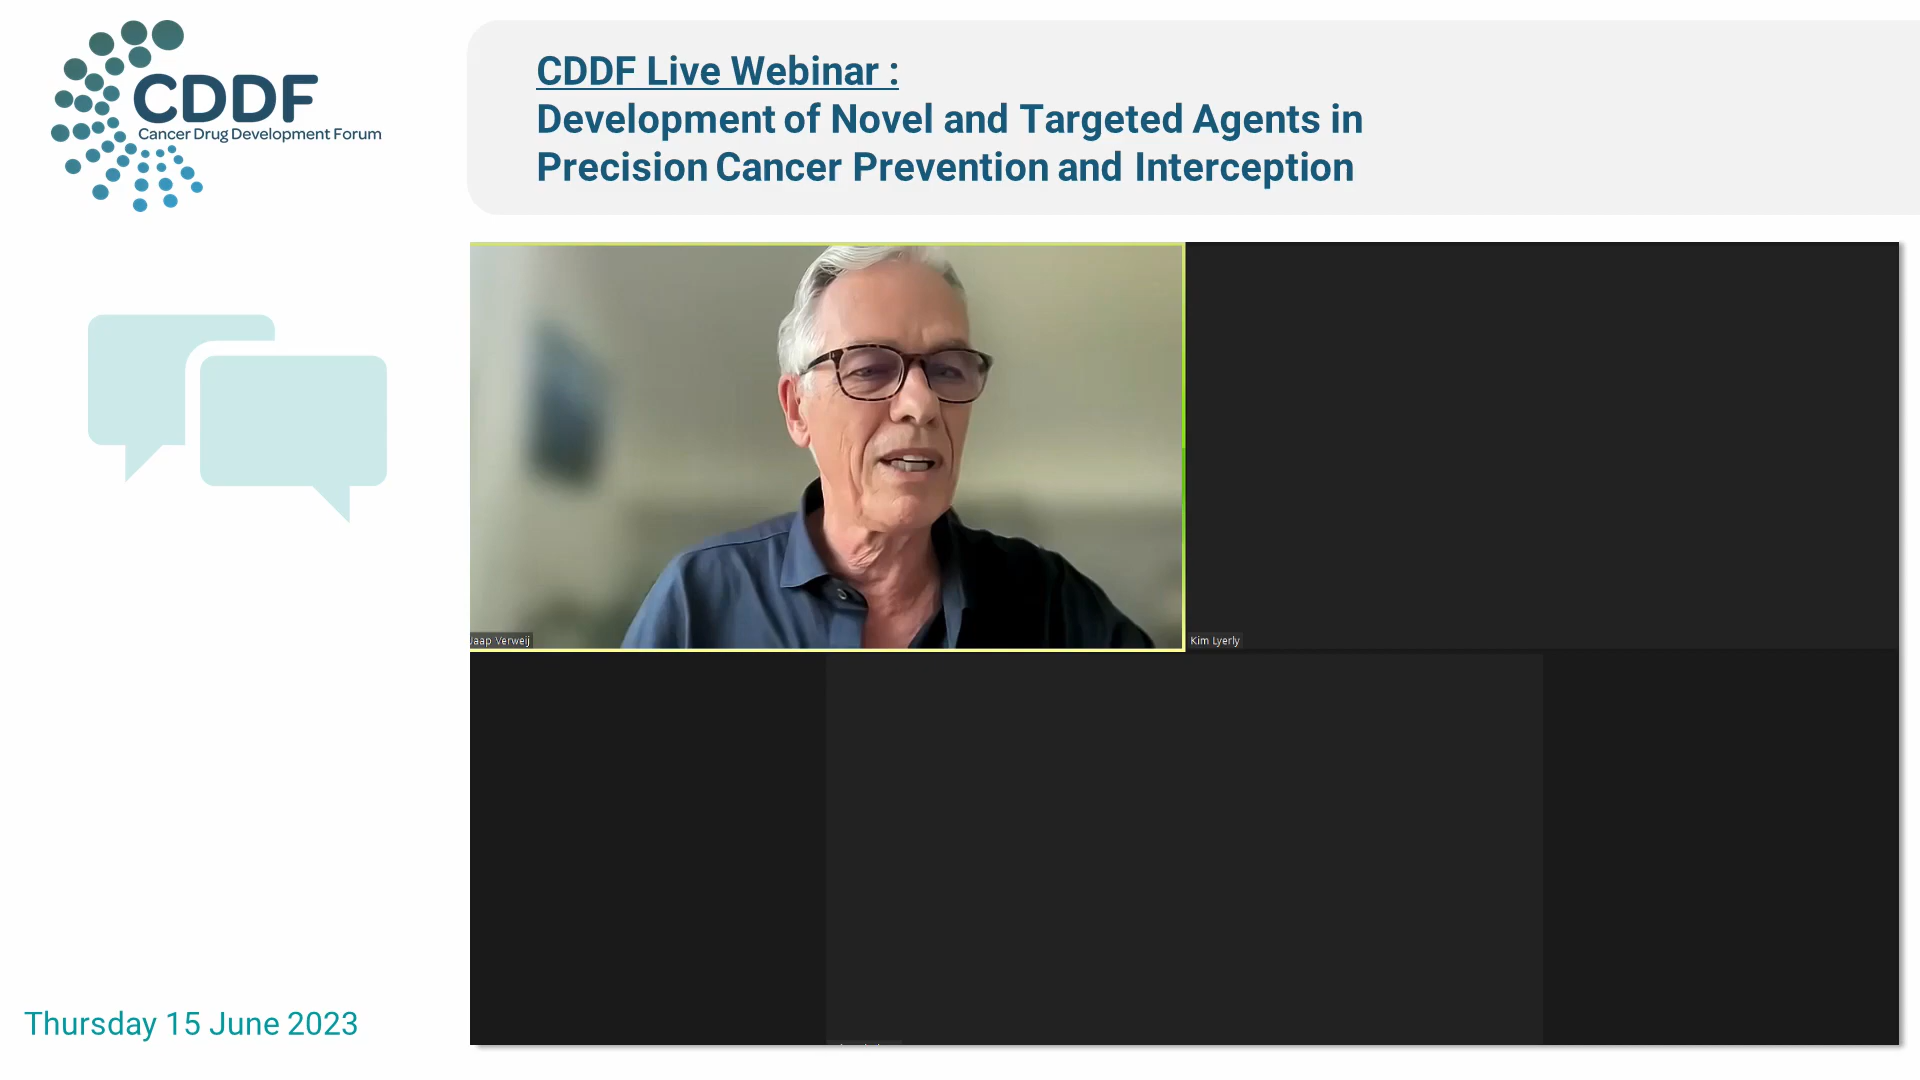 CDDF
Cancer Drug Development Forum
CDDF Live Webinar :
Development of Novel and Targeted Agents in
Precision Cancer Prevention and Interception
Jaap Verweij
Kim Lyerly
Thursday 15 June 2023